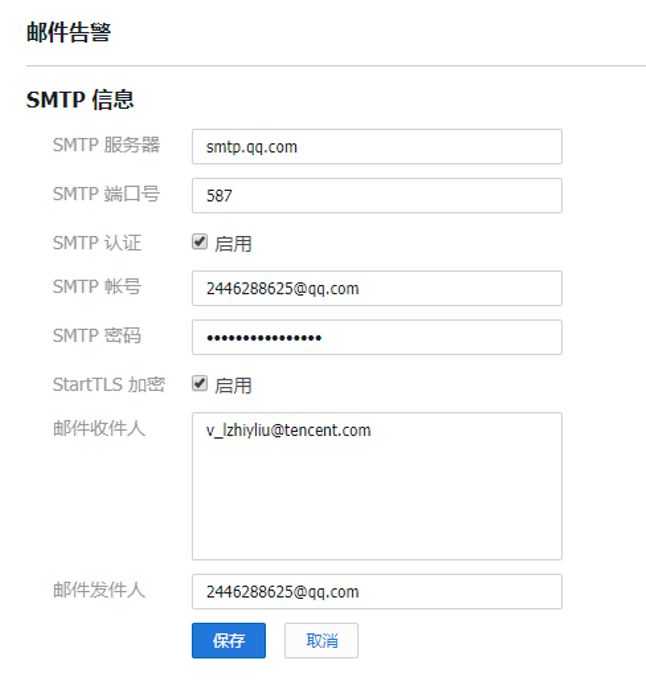 邮件告警
SMTP 信息
SMTP 服务器 smtp.qq.com
SMTP 端口号 587
SMTP 认证 启用
SMTP 帐号 2446288625@qq.com
SMTP 密码 ••••••••••••••••
StartTLS 加密 启用
邮件收件人 v_lzhiyliu@tencent.com
邮件发件人 2446288625@qq.com
保存 取消